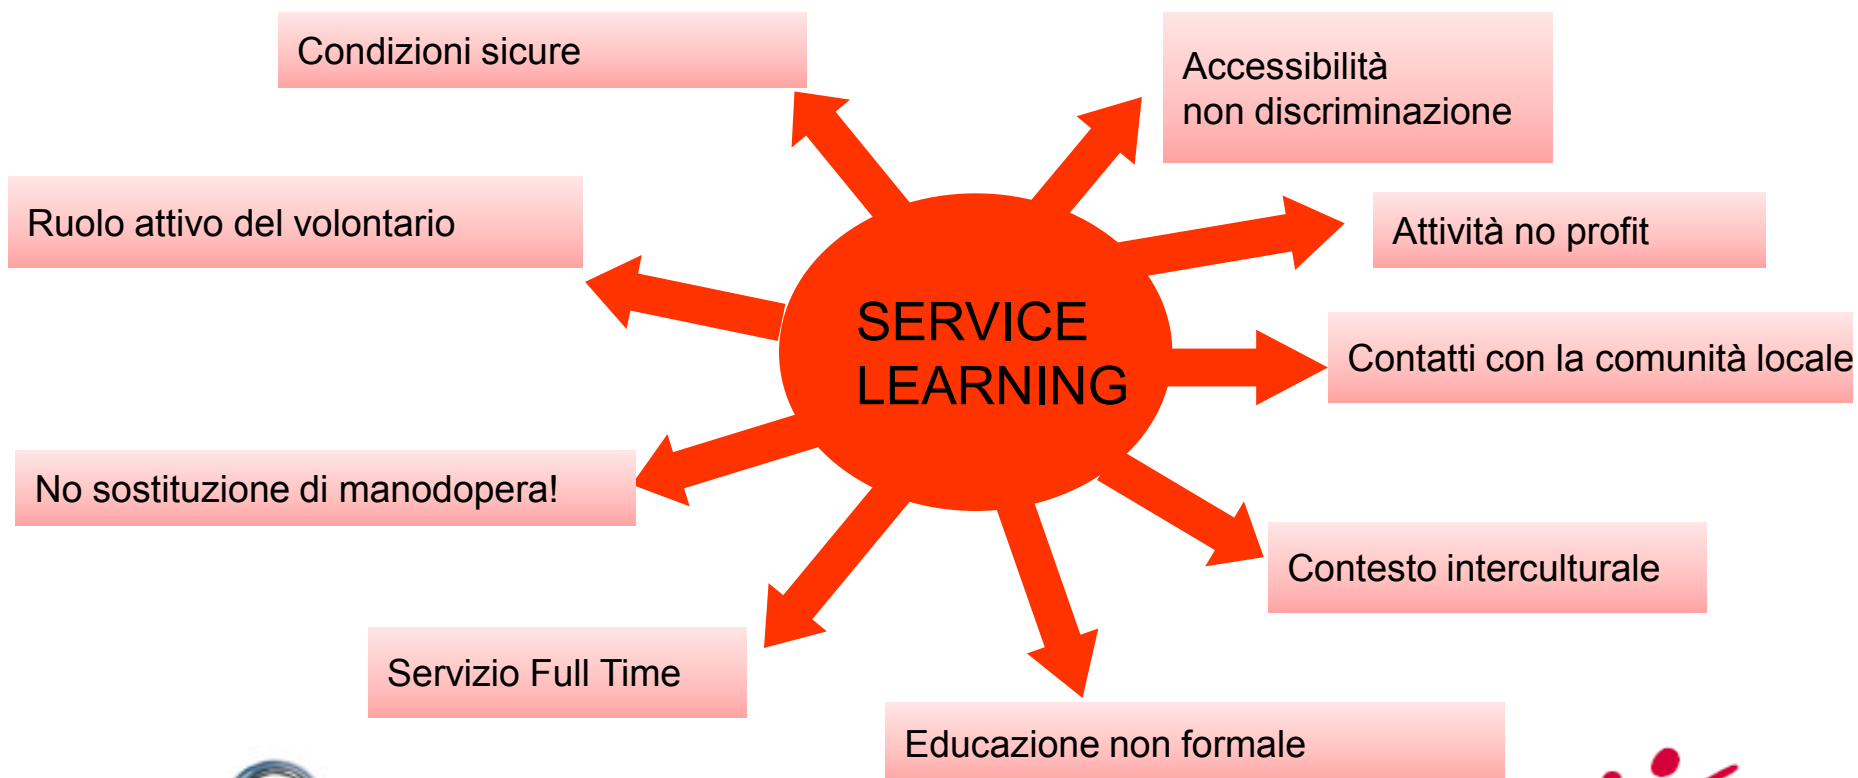 Condizioni sicure
Accessibilità
non discriminazione
Ruolo attivo del volontario
Attività no profit
SERVICE
LEARNING
Contatti con la comunità locale
No sostituzione di manodopera!
Contesto interculturale
Servizio Full Time
Educazione non formale